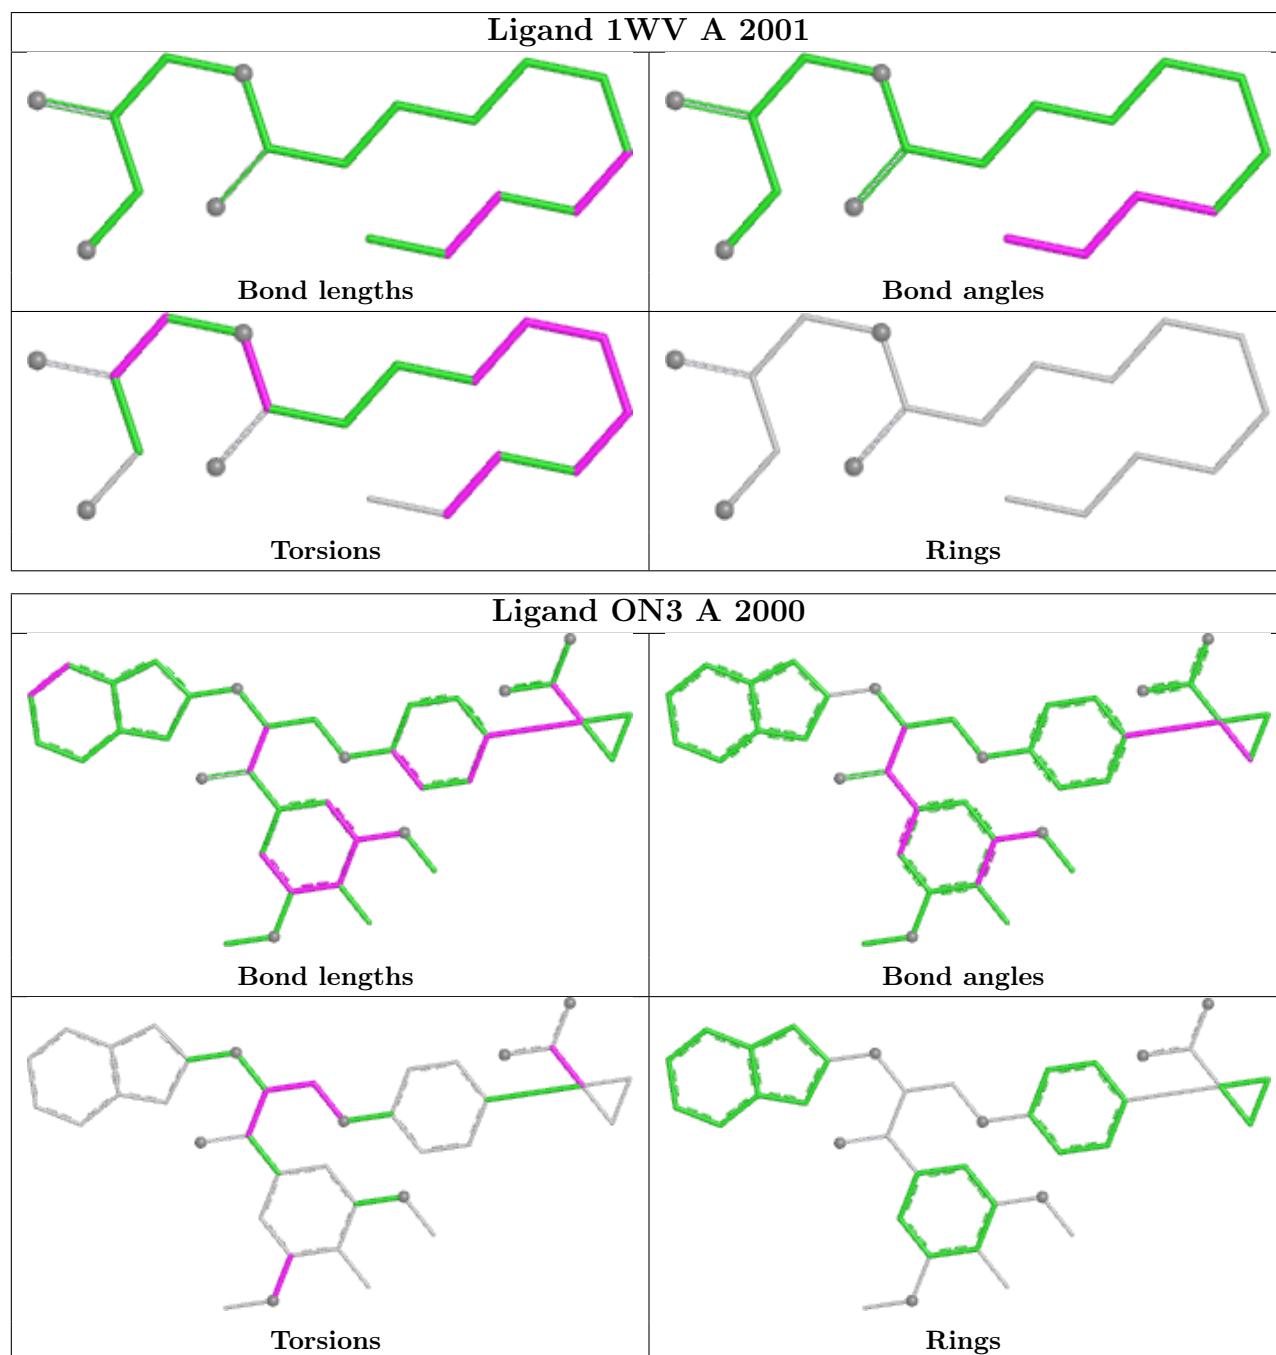 Ligand 1WV A 2001
Bond lengths
Bond angles
Torsions
Rings
Ligand ON3 A 2000
Bond lengths
Bond angles
Torsions
Rings